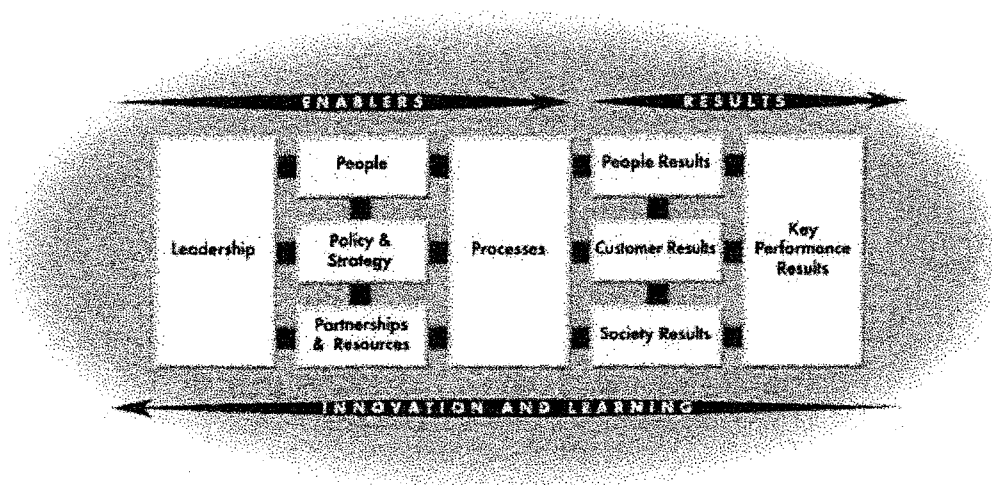 ENABLERS
RESULTS
Leadership
People
Policy &
Strategy
Partnerships
& Resources
Processes
People Results
Customer Results
Society Results
Key
Performance
Results
INNOVATION AND LEARNING